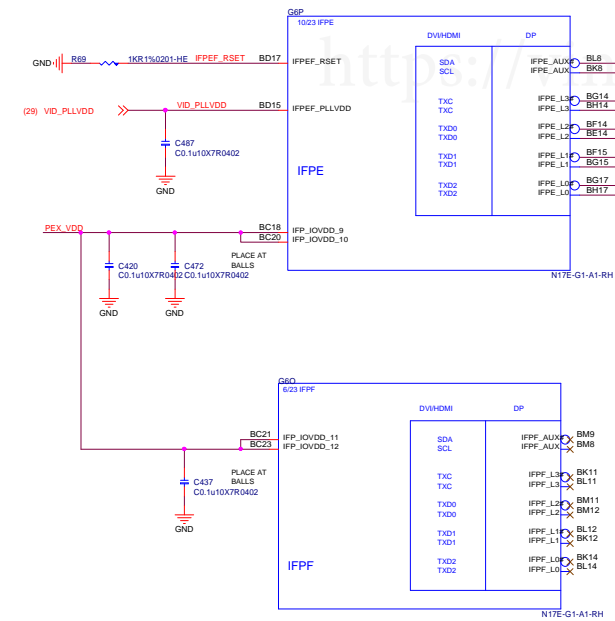 G6P
10/23 IFPE
DVI/HDMI DP
GND R69 1KR1%0201-HE IFPEF_RSET BD17 IFPEF_RSET SDA IFPE_AUX# BL8
SCL IFPE_AUX BK8
TXC IFPE_L3# BG14
(29) VID_PLLVDD VID_PLLVDD BD15 IFPEF_PLLVDD TXC IFPE_L3 BH14
TXD0 IFPE_L2# BF14
TXD0 IFPE_L2 BE14
C487
C0.1u10X7R0402
TXD1 IFPE_L1# BF15
TXD1 IFPE_L1 BG15
IFPE
GND
TXD2 IFPE_L0# BG17
TXD2 IFPE_L0 BH17
PEX_VDD BC18 IFP_IOVDD_9
BC20 IFP_IOVDD_10
PLACE AT
BALLS
C420 C472
C0.1u10X7R0402 C0.1u10X7R0402
N17E-G1-A1-RH
GND GND
G6O
6/23 IFPF
DVI/HDMI DP
BC21 IFP_IOVDD_11 SDA IFPF_AUX# BM9
BC23 IFP_IOVDD_12 SCL IFPF_AUX BM8
PLACE AT
BALLS
TXC IFPF_L3# BK11
TXC IFPF_L3 BL11
C437
C0.1u10X7R0402
TXD0 IFPF_L2# BM11
TXD0 IFPF_L2 BM12
GND
TXD1 IFPF_L1# BL12
TXD1 IFPF_L1 BK12
IFPF
TXD2 IFPF_L0# BK14
TXD2 IFPF_L0 BL14
N17E-G1-A1-RH